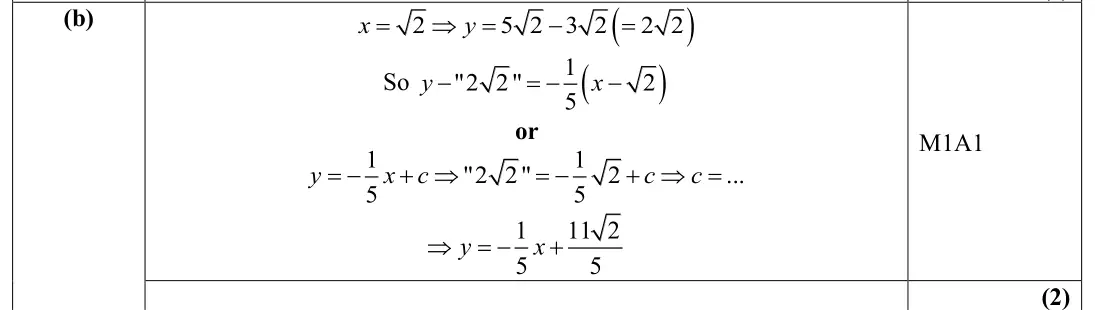 (b)
x = √2 ⇒ y = 5√2 − 3√2 (= 2√2)
So y − "2√2" = −1/5 (x − √2)
or
M1A1
y = −1/5 x + c ⇒ "2√2" = −1/5 √2 + c ⇒ c = ...
⇒ y = −1/5 x + 11√2/5
(2)